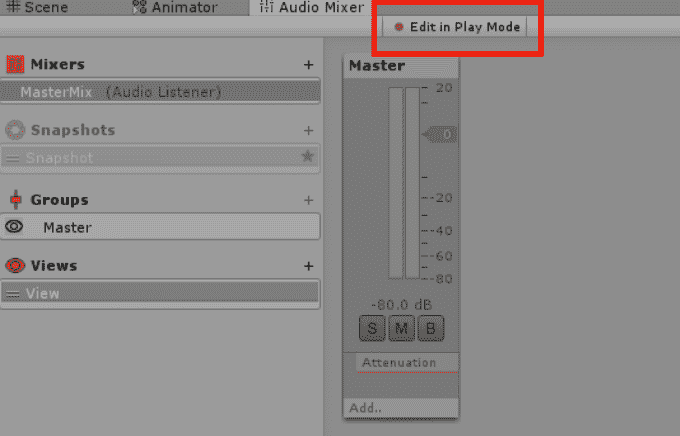 Scene
Animator
Audio Mixer
Edit in Play Mode
Mixers +
MasterMix (Audio Listener)
Snapshots +
Snapshot
Groups +
Master
Views +
View
Master
20
0
-20
-40
-60
-80
-80.0 dB
S M B
Attenuation
Add..